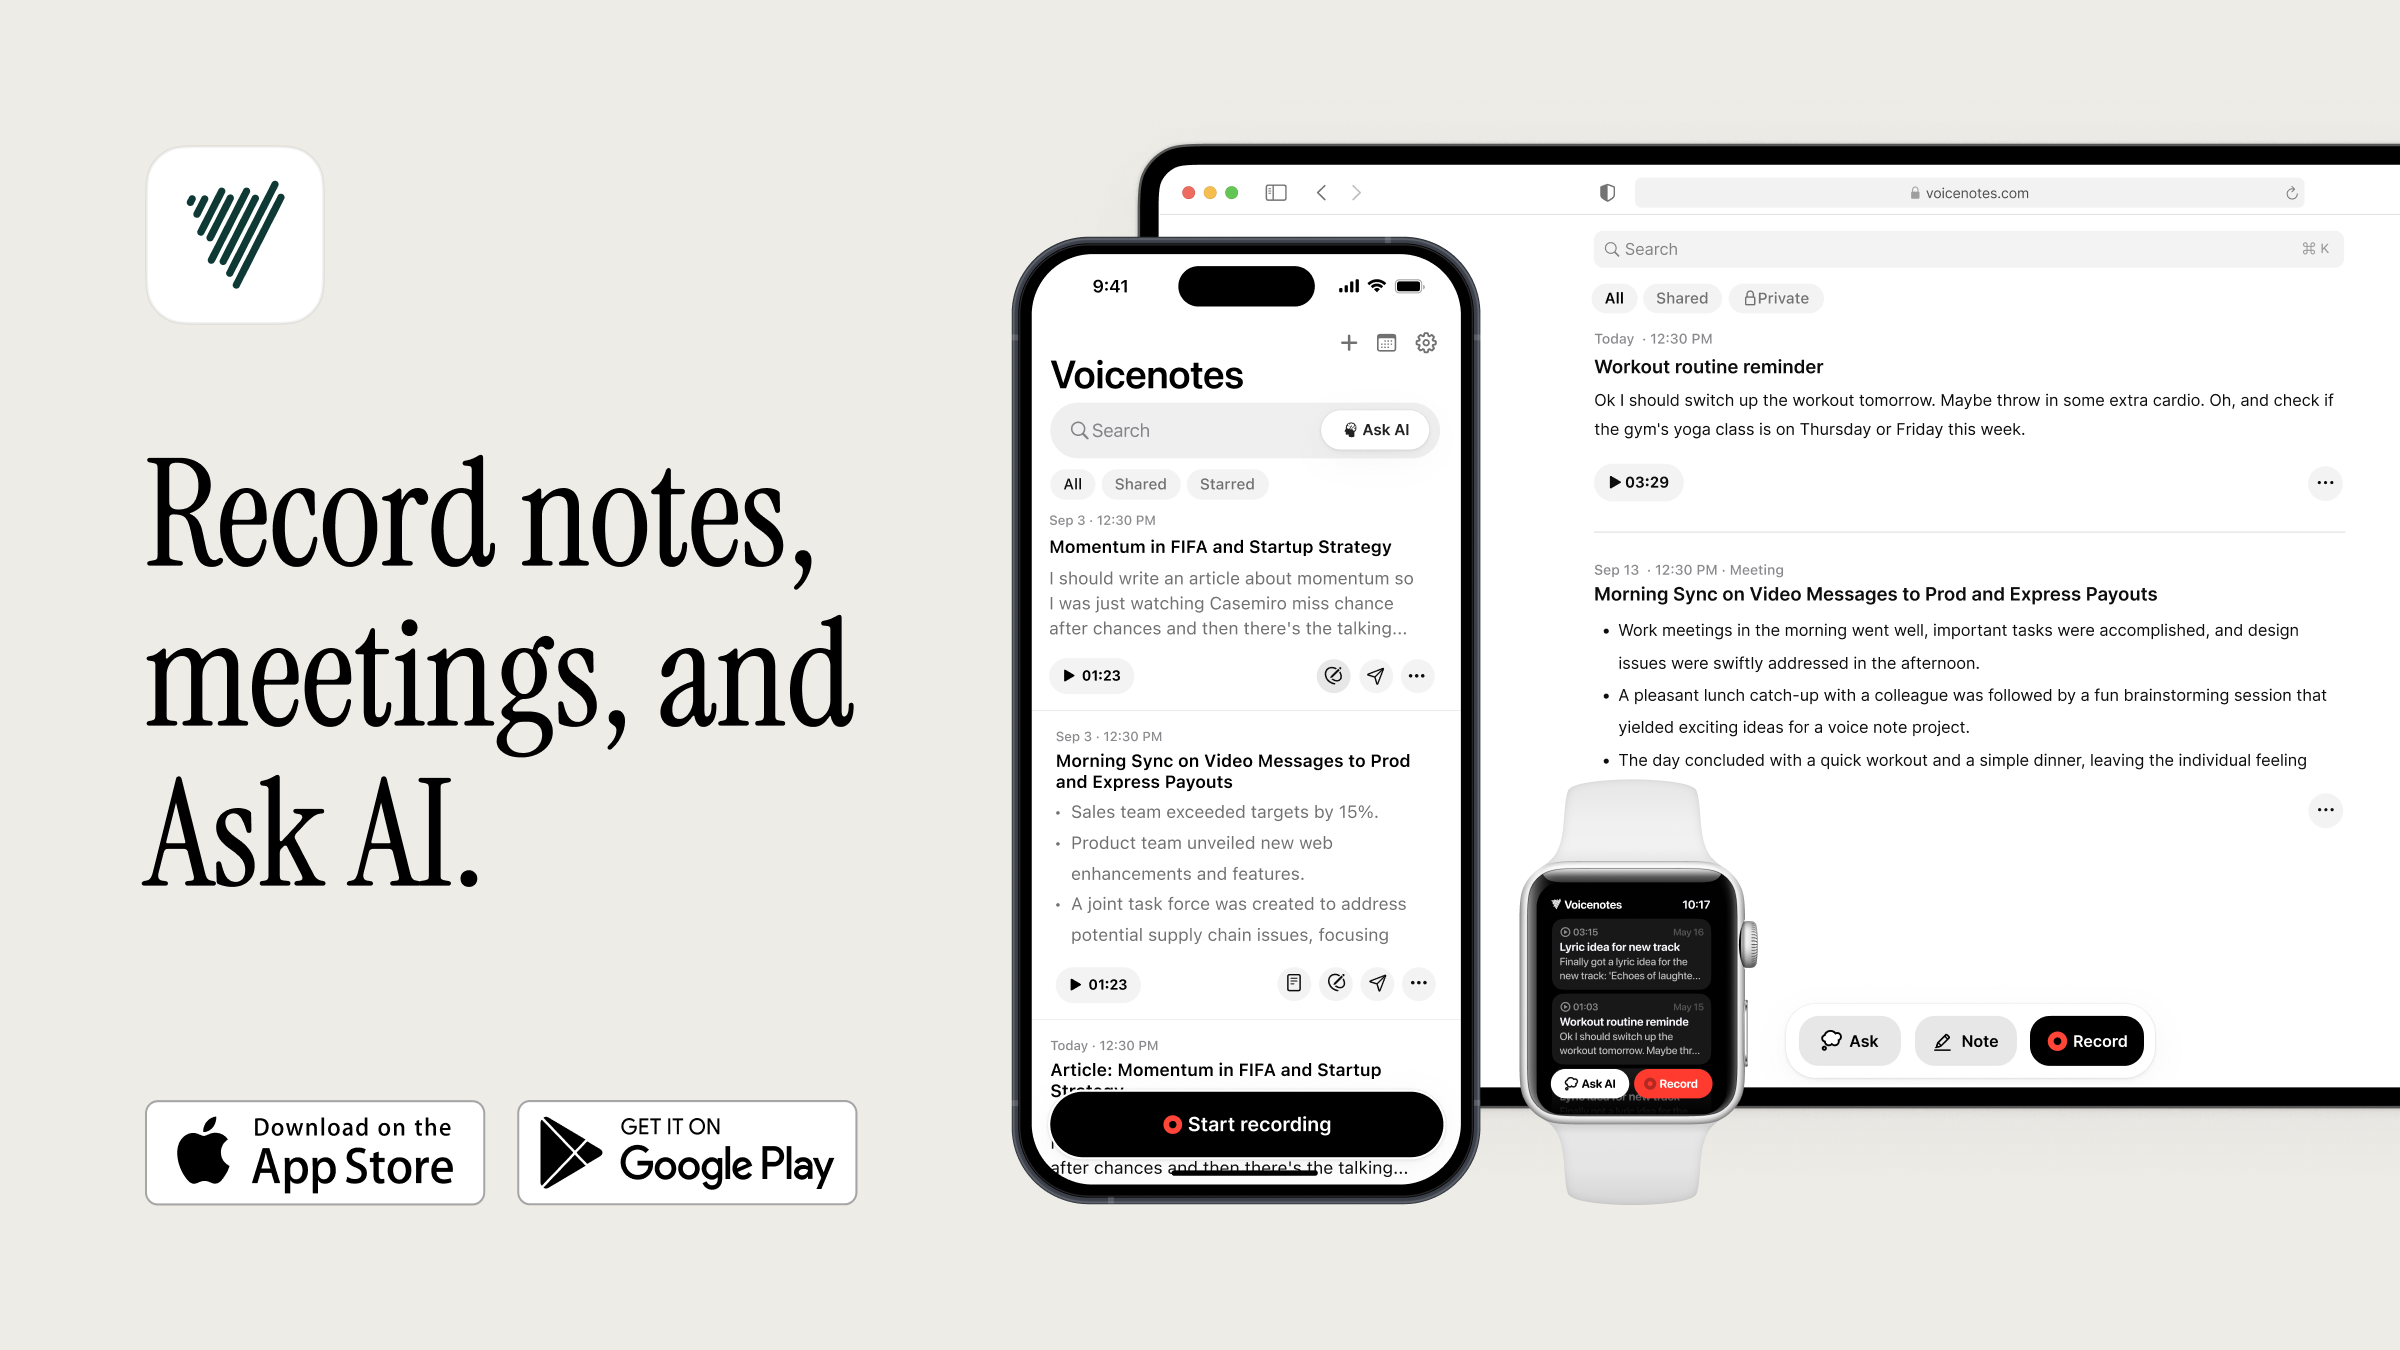 Record notes,
meetings, and
Ask AI.
Download on the
App Store
GET IT ON
Google Play
9:41
Voicenotes
Search
Ask AI
All
Shared
Starred
Sep 3 · 12:30 PM
Momentum in FIFA and Startup Strategy
I should write an article about momentum so
I was just watching Casemiro miss chance
after chances and then there's the talking...
01:23
Sep 3 · 12:30 PM
Morning Sync on Video Messages to Prod
and Express Payouts
• Sales team exceeded targets by 15%.
• Product team unveiled new web
enhancements and features.
• A joint task force was created to address
potential supply chain issues, focusing
01:23
Today · 12:30 PM
Article: Momentum in FIFA and Startup
Strategy
Start recording
after chances and then there's the talking...
voicenotes.com
Search
⌘ K
All
Shared
Private
Today · 12:30 PM
Workout routine reminder
Ok I should switch up the workout tomorrow. Maybe throw in some extra cardio. Oh, and check if
the gym's yoga class is on Thursday or Friday this week.
03:29
Sep 13 · 12:30 PM · Meeting
Morning Sync on Video Messages to Prod and Express Payouts
• Work meetings in the morning went well, important tasks were accomplished, and design
issues were swiftly addressed in the afternoon.
• A pleasant lunch catch-up with a colleague was followed by a fun brainstorming session that
yielded exciting ideas for a voice note project.
• The day concluded with a quick workout and a simple dinner, leaving the individual feeling
Ask
Note
Record
Voicenotes
10:17
03:15
May 16
Lyric idea for new track
Finally got a lyric idea for the
new track: 'Echoes of laughte...
01:03
May 15
Workout routine reminde
Ok I should switch up the
workout tomorrow. Maybe thr...
Ask AI
Record